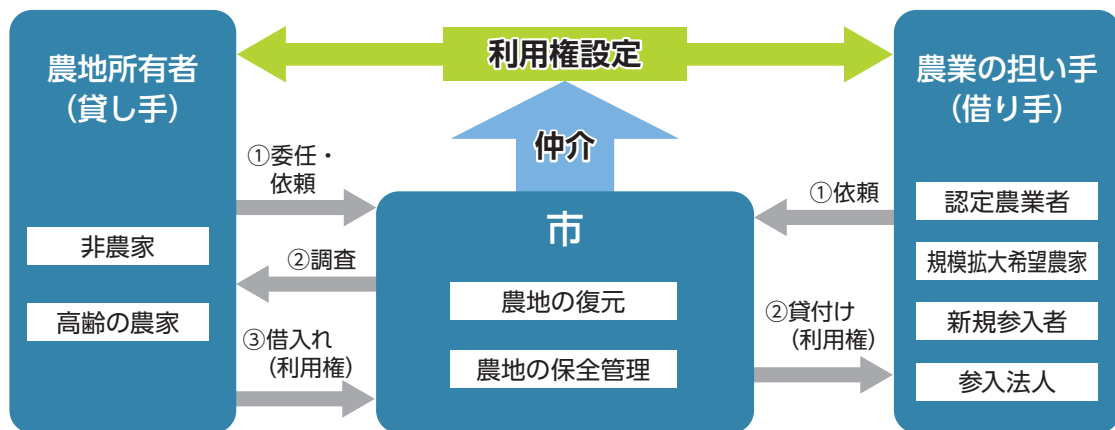 農地所有者
（貸し手）
非農家
高齢の農家
利用権設定
仲介
①委任・
依頼
②調査
③借入れ
（利用権）
市
農地の復元
農地の保全管理
①依頼
②貸付け
（利用権）
農業の担い手
（借り手）
認定農業者
規模拡大希望農家
新規参入者
参入法人